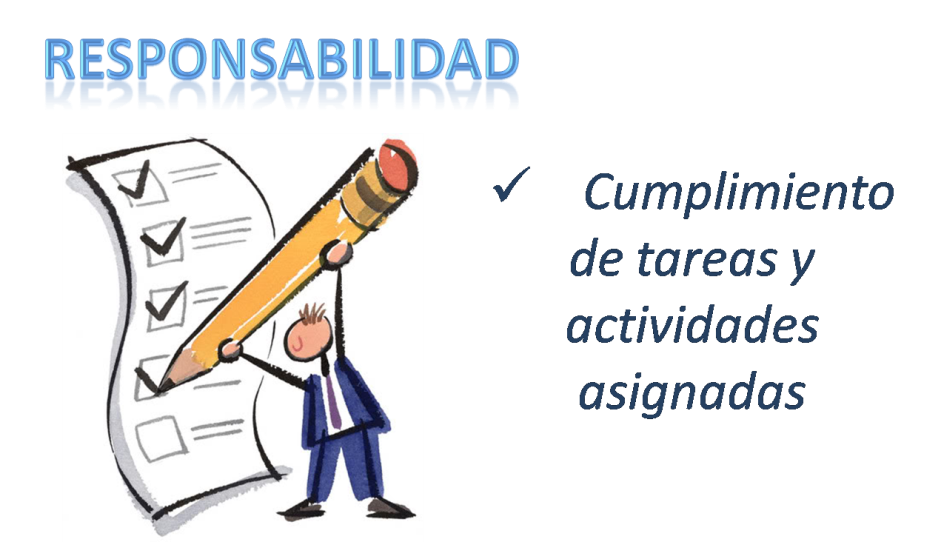 RESPONSABILIDAD
✓ Cumplimiento
de tareas y
actividades
asignadas